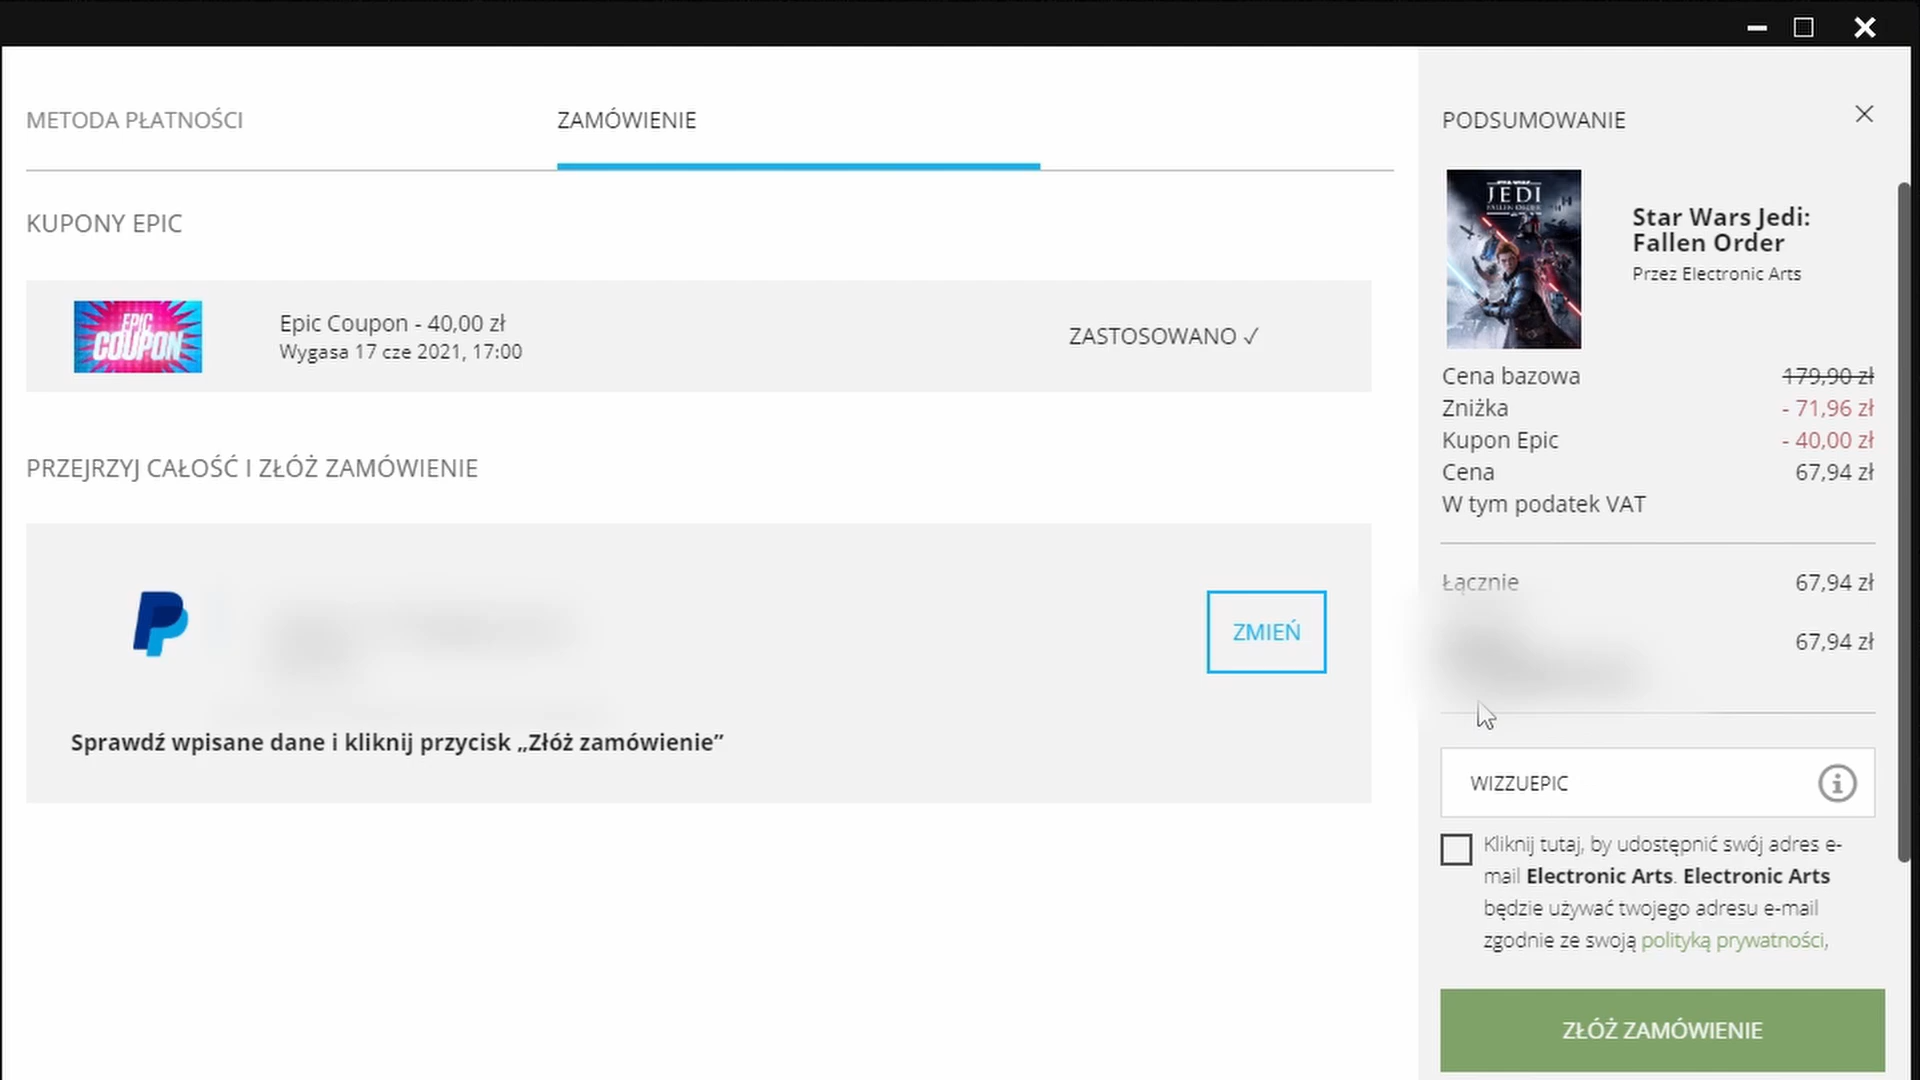 METODA PŁATNOŚCI
ZAMÓWIENIE
KUPONY EPIC
EPIC
COUPON
Epic Coupon - 40,00 zł
Wygasa 17 cze 2021, 17:00
ZASTOSOWANO ✓
PRZEJRZYJ CAŁOŚĆ I ZŁÓŻ ZAMÓWIENIE
ZMIEŃ
Sprawdź wpisane dane i kliknij przycisk „Złóż zamówienie”
PODSUMOWANIE
STAR WARS
JEDI
FALLEN ORDER
Star Wars Jedi:
Fallen Order
Przez Electronic Arts
Cena bazowa 179,90 zł
Zniżka - 71,96 zł
Kupon Epic - 40,00 zł
Cena 67,94 zł
W tym podatek VAT
Łącznie 67,94 zł
67,94 zł
WIZZUEPIC
Kliknij tutaj, by udostępnić swój adres e-
mail Electronic Arts. Electronic Arts
będzie używać twojego adresu e-mail
zgodnie ze swoją polityką prywatności,
ZŁÓŻ ZAMÓWIENIE